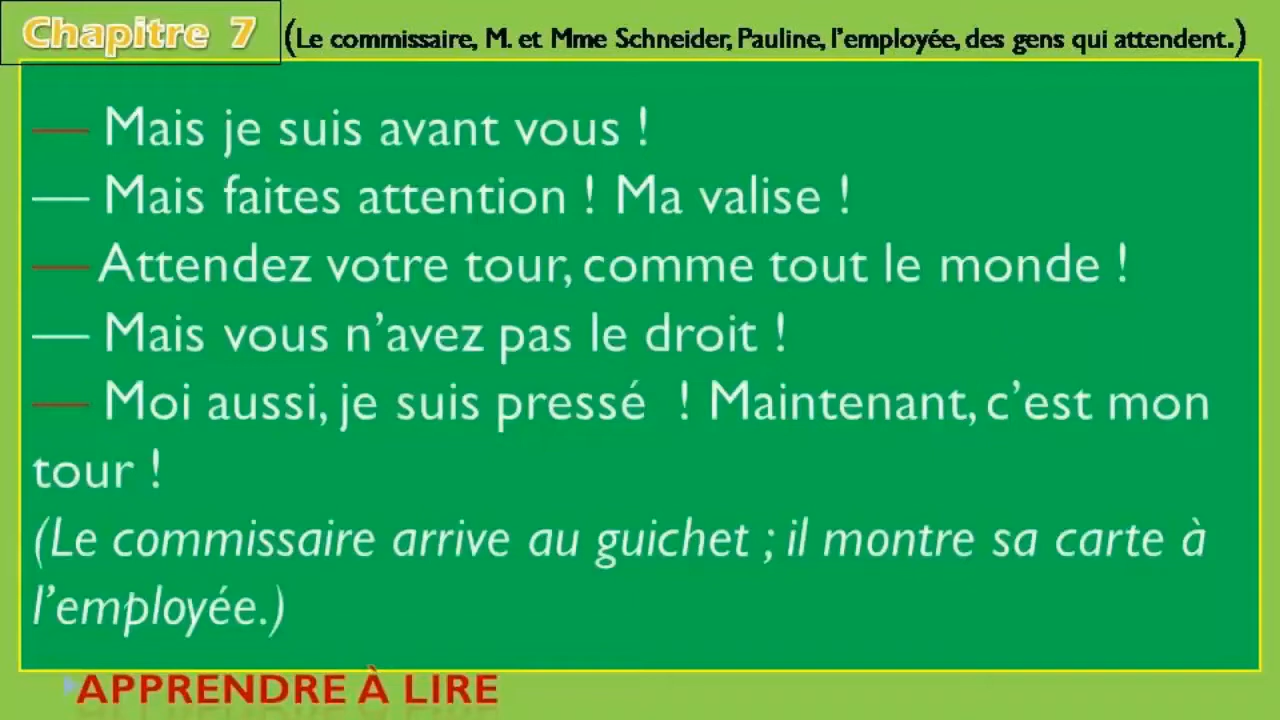 Chapitre 7 (Le commissaire, M. et Mme Schneider, Pauline, l'employée, des gens qui attendent.)
— Mais je suis avant vous !
— Mais faites attention ! Ma valise !
— Attendez votre tour, comme tout le monde !
— Mais vous n’avez pas le droit !
— Moi aussi, je suis pressé ! Maintenant, c’est mon
tour !
(Le commissaire arrive au guichet ; il montre sa carte à
l’employée.)
APPRENDRE À LIRE